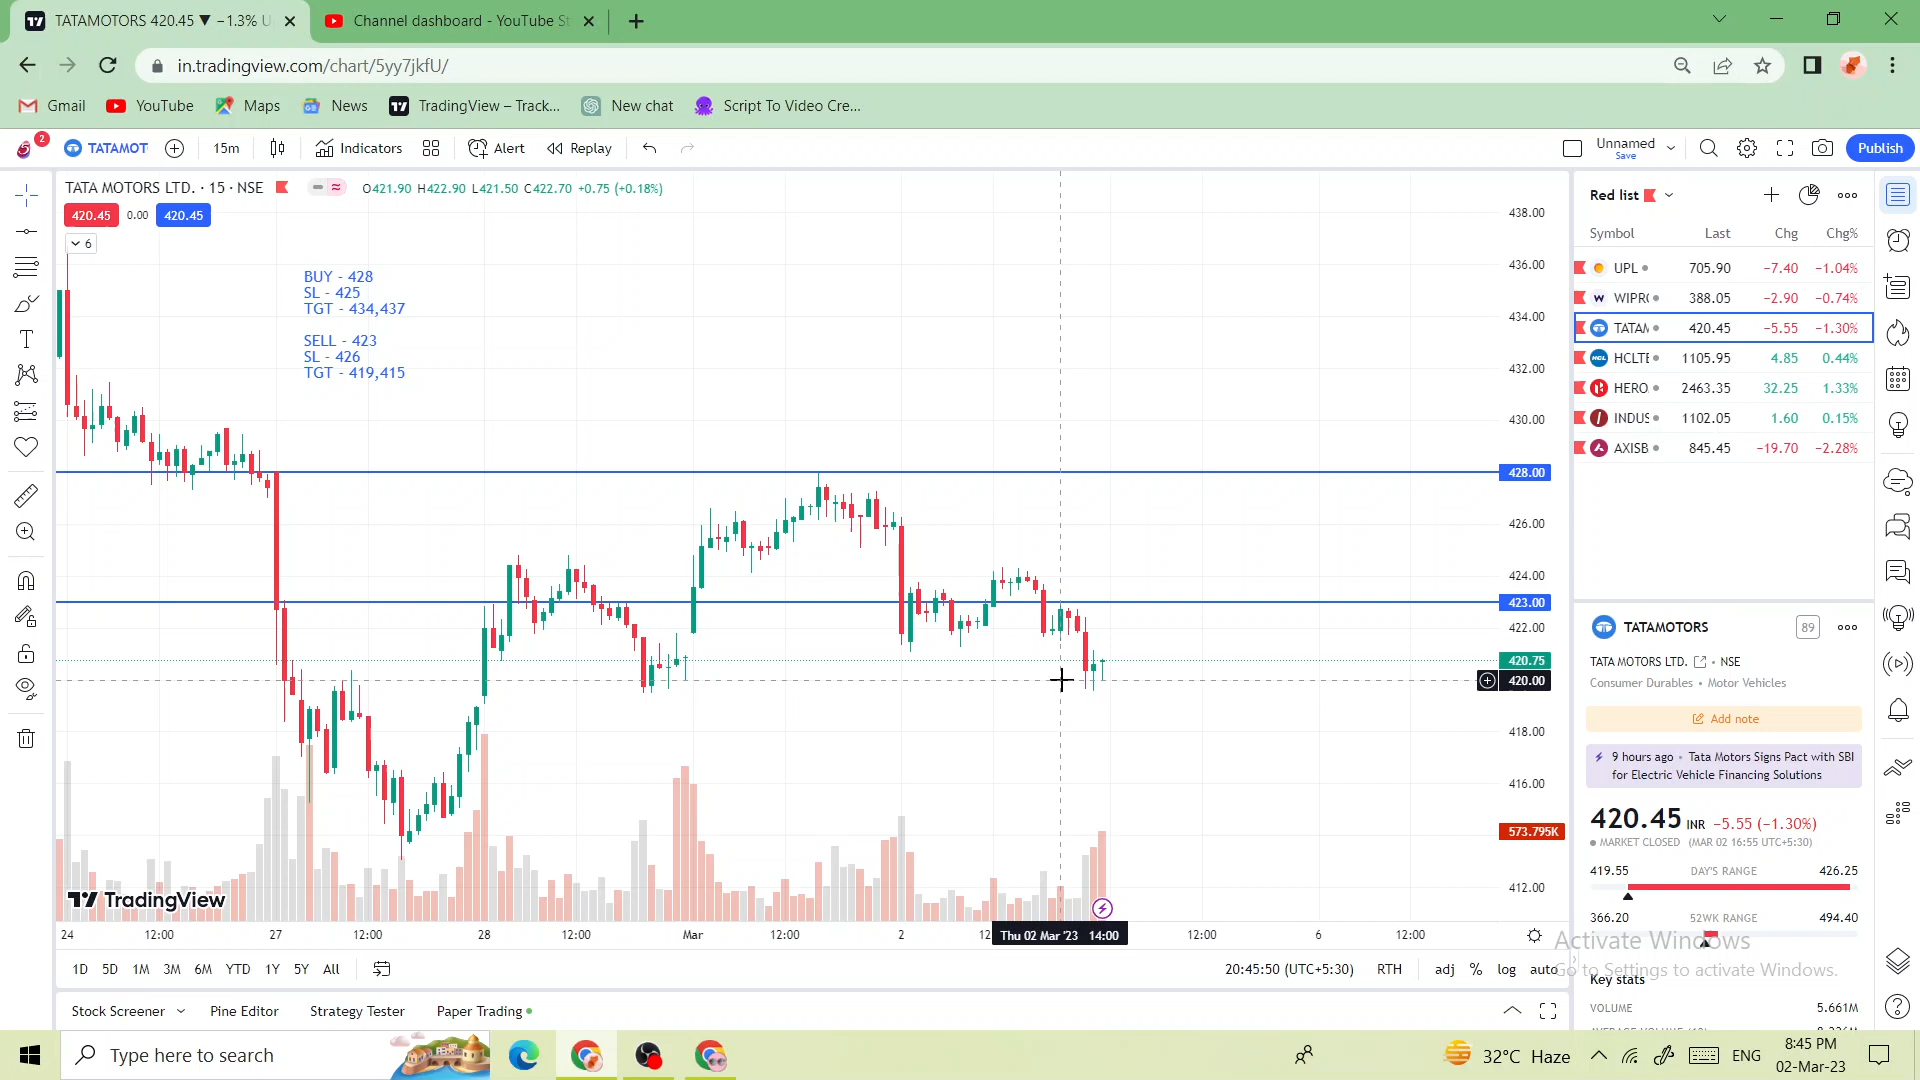 TATAMOTORS 420.45 ▼ −1.3% U
Channel dashboard - YouTube St
in.tradingview.com/chart/5yy7jkfU/
Gmail YouTube Maps News TradingView – Track... New chat Script To Video Cre...
2
TATAMOT 15m Indicators Alert Replay Unnamed Save Publish
TATA MOTORS LTD. · 15 · NSE O421.90 H422.90 L421.50 C422.70 +0.75 (+0.18%)
420.45 0.00 420.45
6
BUY - 428
SL - 425
TGT - 434,437
SELL - 423
SL - 426
TGT - 419,415
438.00
436.00
434.00
432.00
430.00
428.00
426.00
424.00
423.00
422.00
420.75
420.00
418.00
416.00
573.795K
412.00
TradingView
24 12:00 27 12:00 28 12:00 Mar 12:00 2 12 Thu 02 Mar '23 14:00 12:00 6 12:00
1D 5D 1M 3M 6M YTD 1Y 5Y All 20:45:50 (UTC+5:30) RTH adj % log auto
Stock Screener Pine Editor Strategy Tester Paper Trading
Red list
Symbol Last Chg Chg%
UPL 705.90 −7.40 −1.04%
WIPR 388.05 −2.90 −0.74%
TATAM 420.45 −5.55 −1.30%
HCLTE 1105.95 4.85 0.44%
HERO 2463.35 32.25 1.33%
INDUS 1102.05 1.60 0.15%
AXISB 845.45 −19.70 −2.28%
TATAMOTORS 89
TATA MOTORS LTD. • NSE
Consumer Durables • Motor Vehicles
Add note
9 hours ago • Tata Motors Signs Pact with SBI
for Electric Vehicle Financing Solutions
420.45 INR −5.55 (−1.30%)
MARKET CLOSED (MAR 02 16:55 UTC+5:30)
419.55 DAY'S RANGE 426.25
366.20 52WK RANGE 494.40
Activate Windows
Go to Settings to activate Windows.
Key stats
VOLUME 5.661M
Type here to search
32°C Haze ENG 8:45 PM
02-Mar-23